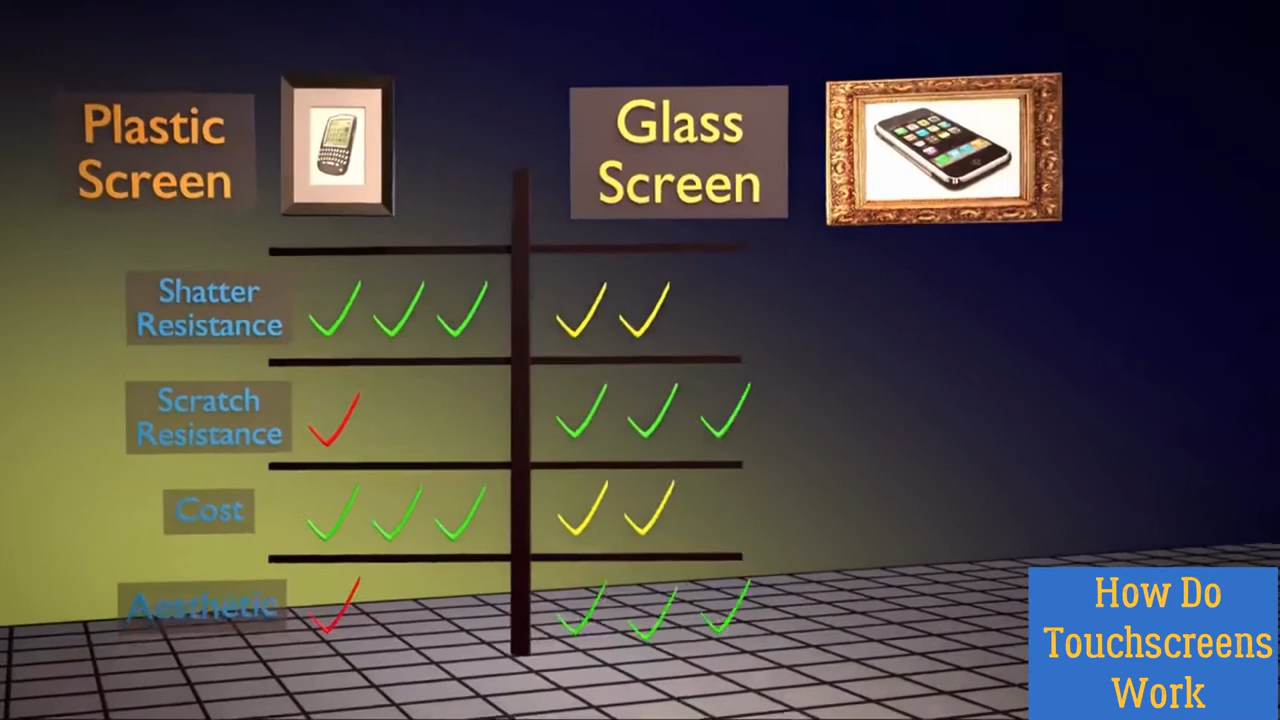 Plastic
Screen
Glass
Screen
Shatter
Resistance
Scratch
Resistance
Cost
Aesthetic
How Do
Touchscreens
Work